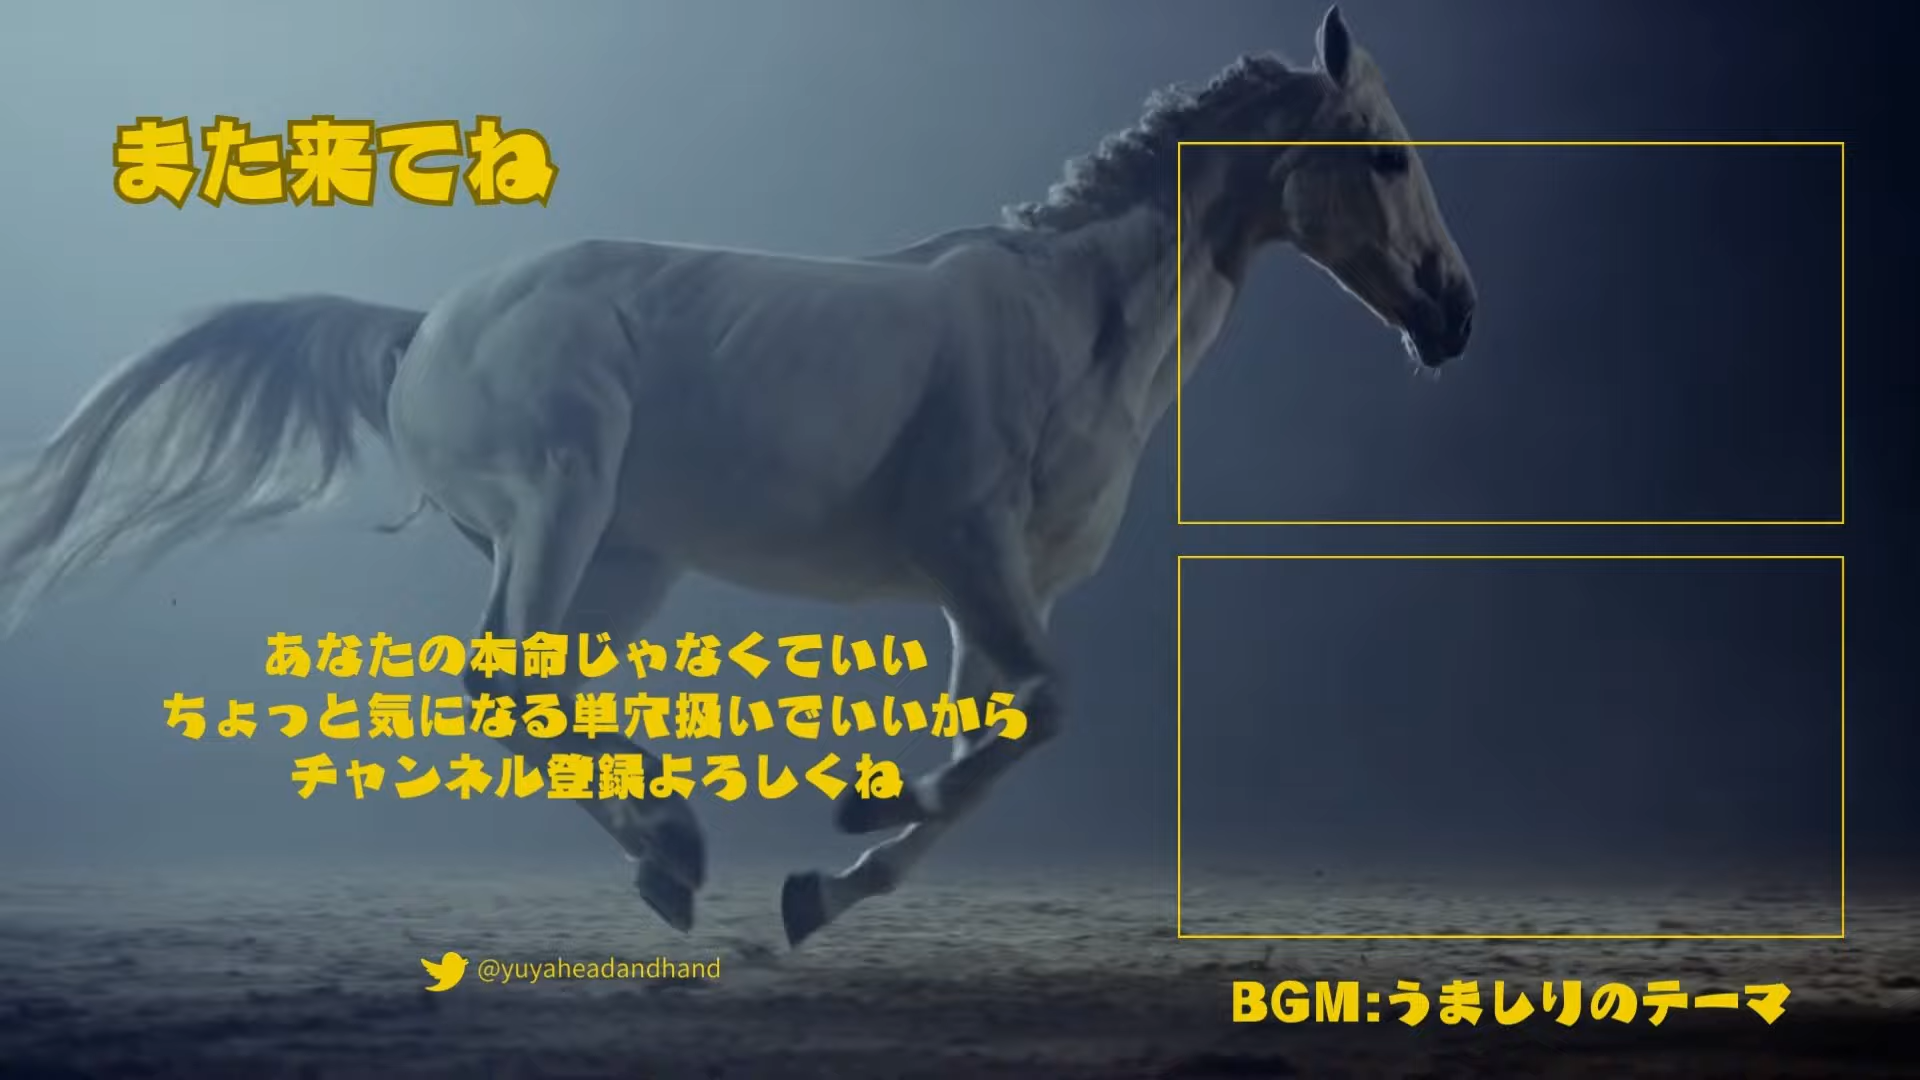 また来てね
あなたの本命じゃなくていい
ちょっと気になる単穴扱いでいいから
チャンネル登録よろしくね
@yuyaheadandhand
BGM:うましりのテーマ